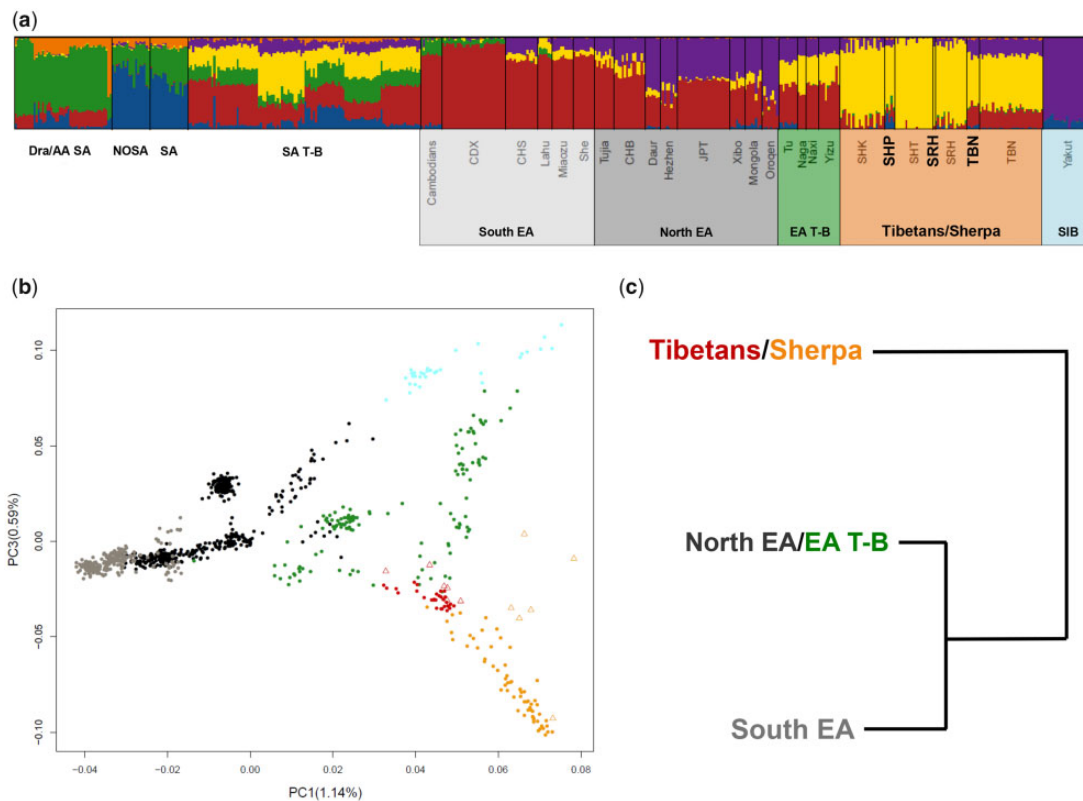 (a)
Dra/AA SA NOSA SA SA T-B
Cambodians CDX CHS Lahu Miaozu She Tujia CHB Daur Hezhen JPT Xibo Mongola Oroqen Tu Naga Naxi Yizu SHK SHP SHT SRH SRH TBN TBN Yakut
South EA North EA EA T-B Tibetans/Sherpa SIB
(b)
(c)
PC3(0.59%)
0.10
0.05
0.00
−0.05
−0.10
−0.04 −0.02 0.00 0.02 0.04 0.06 0.08
PC1(1.14%)
Tibetans/Sherpa
North EA/EA T-B
South EA